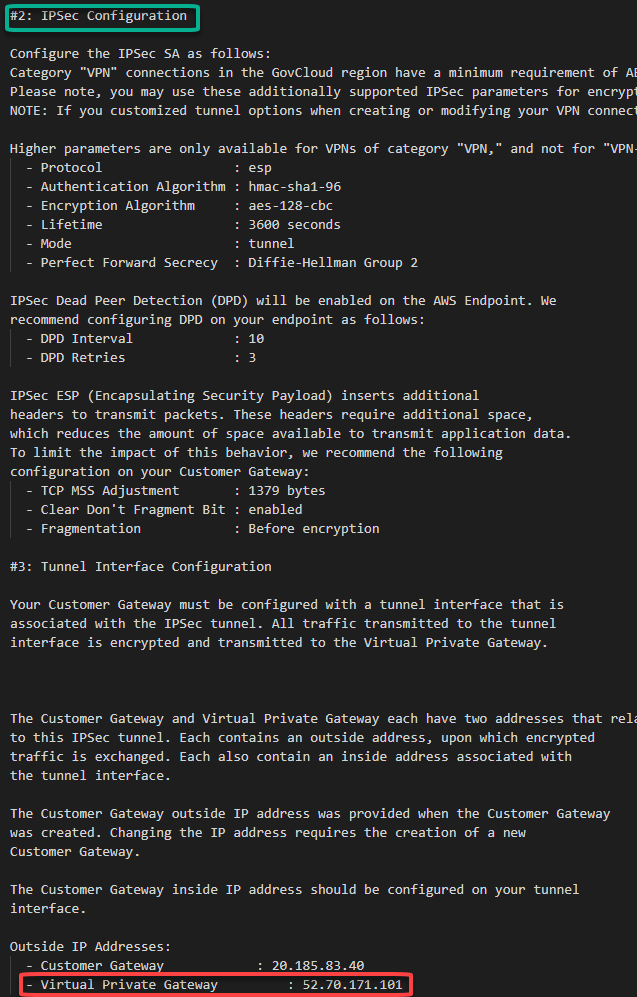 #2: IPSec Configuration
Configure the IPSec SA as follows:
Category "VPN" connections in the GovCloud region have a minimum requirement of
Please note, you may use these additionally supported IPSec parameters for
NOTE: If you customized tunnel options when creating or modifying your VPN
Higher parameters are only available for VPNs of category "VPN," and not for
- Protocol : esp
- Authentication Algorithm : hmac-sha1-96
- Encryption Algorithm : aes-128-cbc
- Lifetime : 3600 seconds
- Mode : tunnel
- Perfect Forward Secrecy : Diffie-Hellman Group 2
IPSec Dead Peer Detection (DPD) will be enabled on the AWS Endpoint. We
recommend configuring DPD on your endpoint as follows:
- DPD Interval : 10
- DPD Retries : 3
IPSec ESP (Encapsulating Security Payload) inserts additional
headers to transmit packets. These headers require additional space,
which reduces the amount of space available to transmit application data.
To limit the impact of this behavior, we recommend the following
configuration on your Customer Gateway:
- TCP MSS Adjustment : 1379 bytes
- Clear Don't Fragment Bit : enabled
- Fragmentation : Before encryption
#3: Tunnel Interface Configuration
Your Customer Gateway must be configured with a tunnel interface that is
associated with the IPSec tunnel. All traffic transmitted to the tunnel
interface is encrypted and transmitted to the Virtual Private Gateway.
The Customer Gateway and Virtual Private Gateway each have two addresses that
to this IPSec tunnel. Each contains an outside address, upon which encrypted
traffic is exchanged. Each also contain an inside address associated with
the tunnel interface.
The Customer Gateway outside IP address was provided when the Customer Gateway
was created. Changing the IP address requires the creation of a new
Customer Gateway.
The Customer Gateway inside IP address should be configured on your tunnel
interface.
Outside IP Addresses:
- Customer Gateway : 20.185.83.40
- Virtual Private Gateway : 52.70.171.101